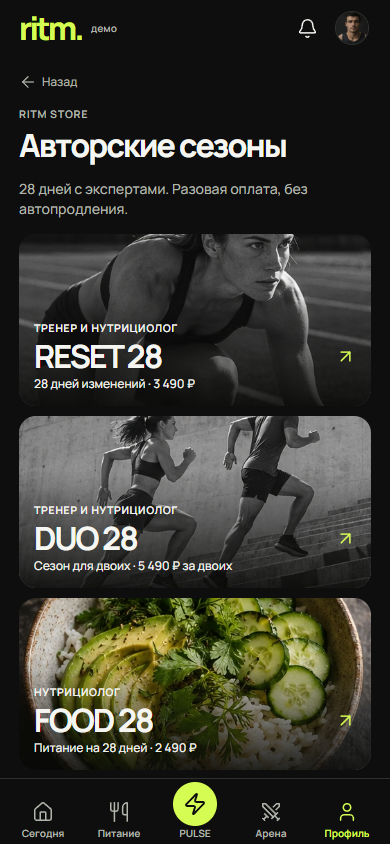 ritm. демо
Назад
RITM STORE
Авторские сезоны
28 дней с экспертами. Разовая оплата, без
автопродления.
ТРЕНЕР И НУТРИЦИОЛОГ
RESET 28
28 дней изменений · 3 490 ₽
ТРЕНЕР И НУТРИЦИОЛОГ
DUO 28
Сезон для двоих · 5 490 ₽ за двоих
НУТРИЦИОЛОГ
FOOD 28
Питание на 28 дней · 2 490 ₽
Сегодня Питание PULSE Арена Профиль